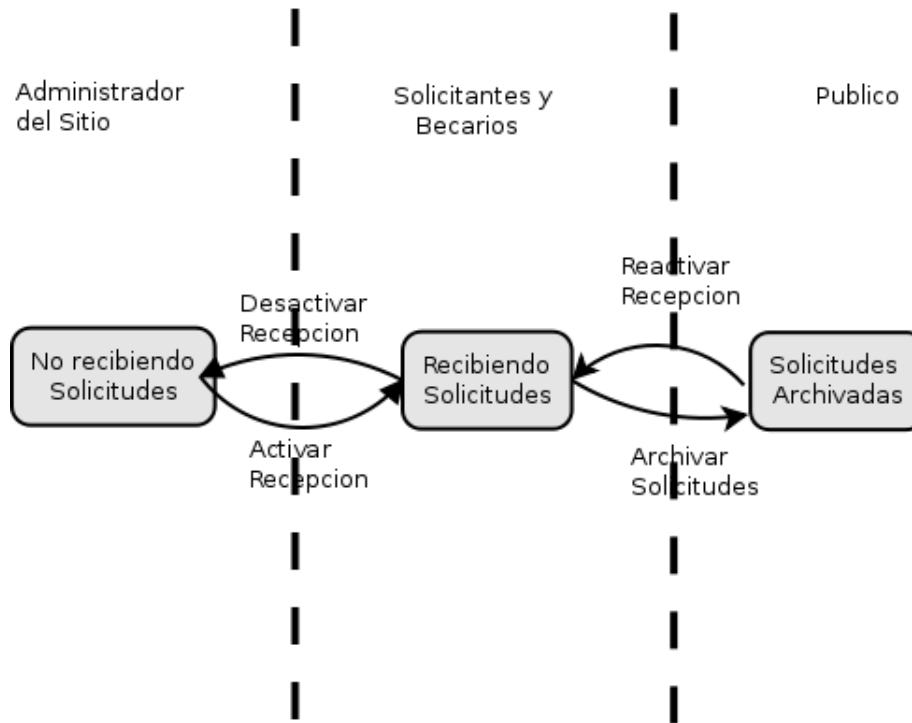 Administrador
del Sitio
Solicitantes y
Becarios
Publico
Desactivar
Recepcion
Reactivar
Recepcion
No recibiendo
Solicitudes
Recibiendo
Solicitudes
Solicitudes
Archivadas
Activar
Recepcion
Archivar
Solicitudes